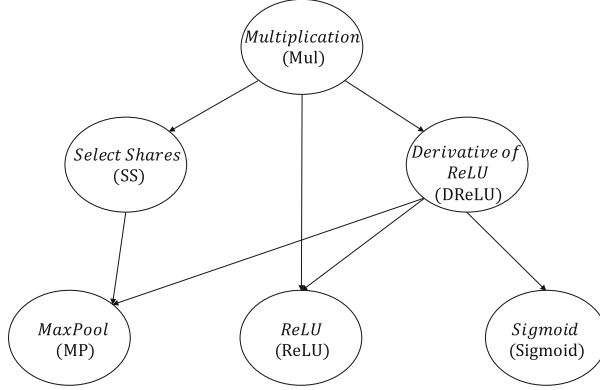 Multiplication
(Mul)
Select Shares
(SS)
Derivative of
ReLU
(DReLU)
MaxPool
(MP)
ReLU
(ReLU)
Sigmoid
(Sigmoid)